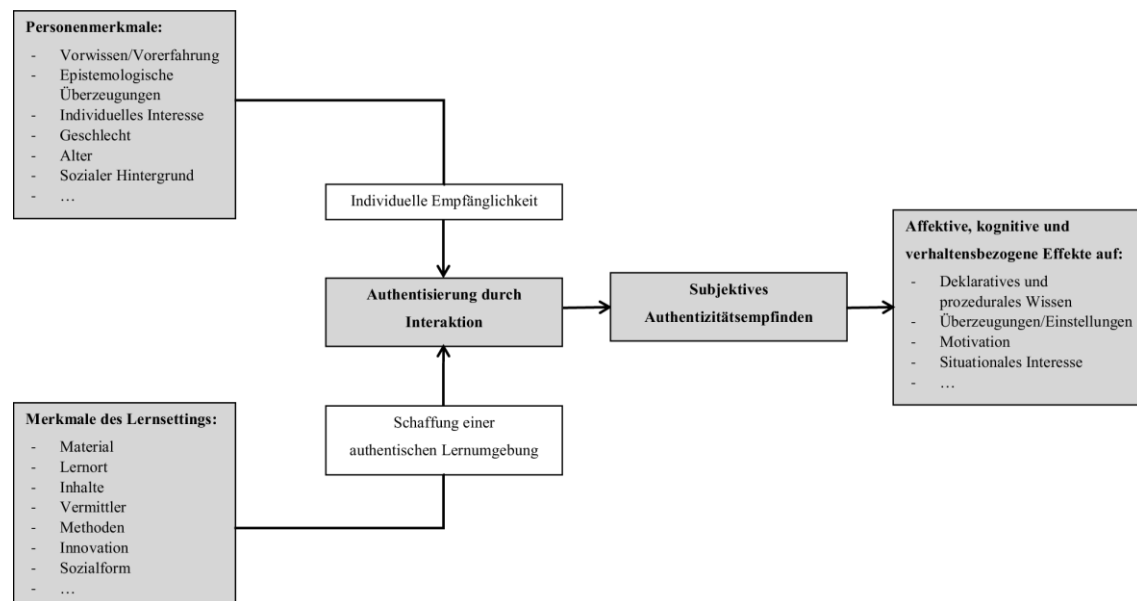 Personenmerkmale:
- Vorwissen/Vorerfahrung
- Epistemologische
Überzeugungen
- Individuelles Interesse
- Geschlecht
- Alter
- Sozialer Hintergrund
- …
Individuelle Empfänglichkeit
Authentisierung durch
Interaktion
Subjektives
Authentizitätsempfinden
Affektive, kognitive und
verhaltensbezogene Effekte auf:
- Deklaratives und
prozedurales Wissen
- Überzeugungen/Einstellungen
- Motivation
- Situationales Interesse
- …
Merkmale des Lernsettings:
- Material
- Lernort
- Inhalte
- Vermittler
- Methoden
- Innovation
- Sozialform
- …
Schaffung einer
authentischen Lernumgebung